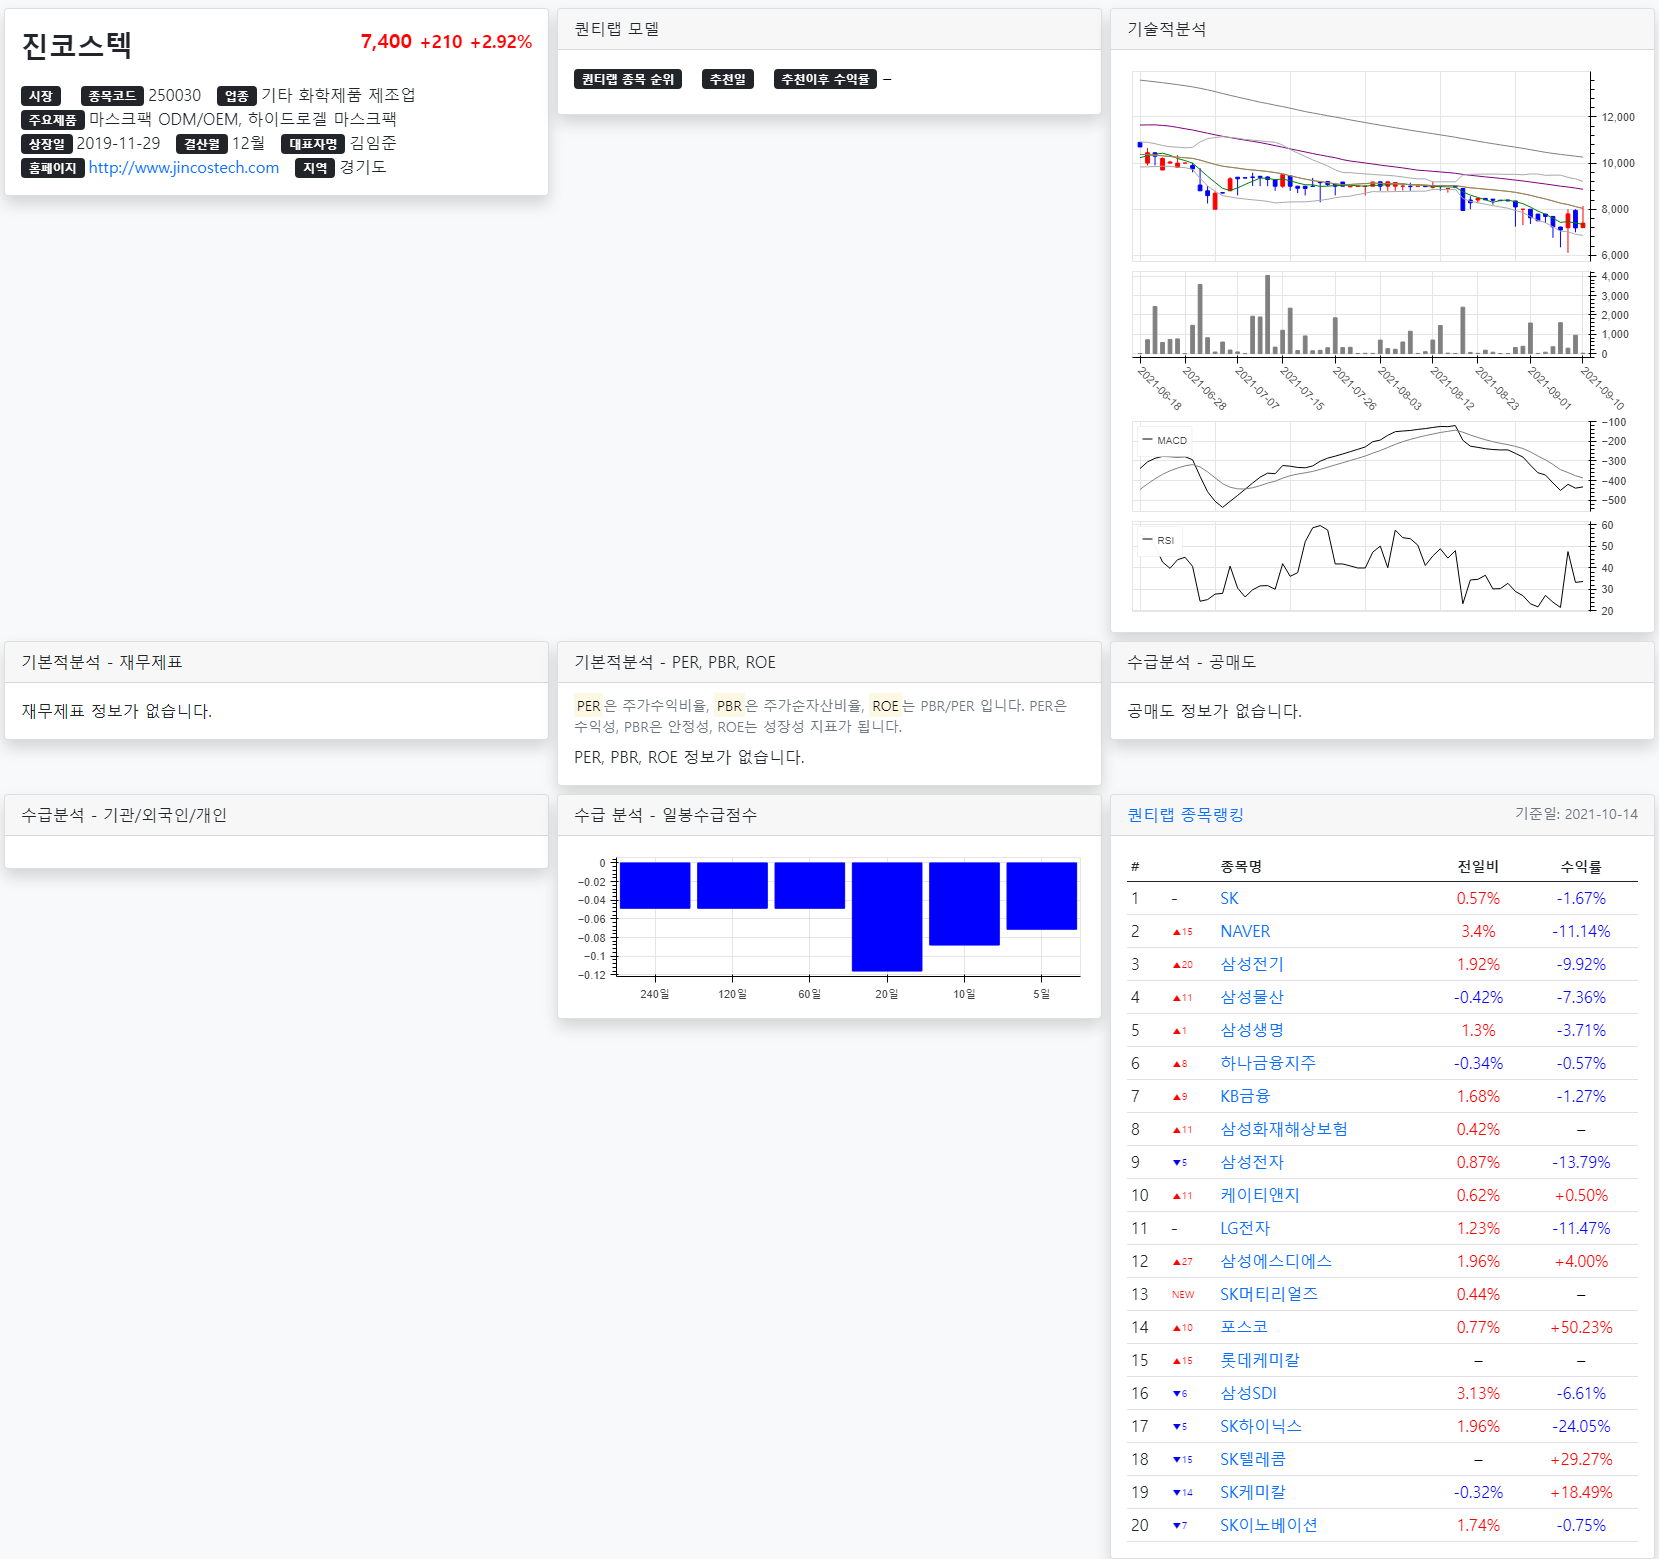 진코스텍
7,400 +210 +2.92%
시장 종목코드 250030 업종 기타 화학제품 제조업
주요제품 마스크팩 ODM/OEM, 하이드로겔 마스크팩
상장일 2019-11-29 결산월 12월 대표자명 김임준
홈페이지 http://www.jincostech.com 지역 경기도
퀀티랩 모델
퀀티랩 종목 순위 추천일 추천이후 수익률 –
기술적분석
12,000
10,000
8,000
6,000
4,000
3,000
2,000
1,000
0
2021-06-18 2021-06-28 2021-07-07 2021-07-15 2021-07-26 2021-08-03 2021-08-12 2021-08-23 2021-09-01 2021-09-10
MACD
−100
−200
−300
−400
−500
RSI
60
50
40
30
20
기본적분석 - 재무제표
재무제표 정보가 없습니다.
기본적분석 - PER, PBR, ROE
PER은 주가수익비율, PBR은 주가순자산비율, ROE는 PBR/PER 입니다. PER은
수익성, PBR은 안정성, ROE는 성장성 지표가 됩니다.
PER, PBR, ROE 정보가 없습니다.
수급분석 - 공매도
공매도 정보가 없습니다.
수급분석 - 기관/외국인/개인
수급 분석 - 일봉수급점수
0
−0.02
−0.04
−0.06
−0.08
−0.1
−0.12
240일 120일 60일 20일 10일 5일
퀀티랩 종목랭킹 기준일: 2021-10-14
# 종목명 전일비 수익률
1 - SK 0.57% -1.67%
2 ▲15 NAVER 3.4% -11.14%
3 ▲20 삼성전기 1.92% -9.92%
4 ▲11 삼성물산 -0.42% -7.36%
5 ▲1 삼성생명 1.3% -3.71%
6 ▲8 하나금융지주 -0.34% -0.57%
7 ▲9 KB금융 1.68% -1.27%
8 ▲11 삼성화재해상보험 0.42% –
9 ▼5 삼성전자 0.87% -13.79%
10 ▲11 케이티앤지 0.62% +0.50%
11 - LG전자 1.23% -11.47%
12 ▲27 삼성에스디에스 1.96% +4.00%
13 NEW SK머티리얼즈 0.44% –
14 ▲10 포스코 0.77% +50.23%
15 ▲15 롯데케미칼 – –
16 ▼6 삼성SDI 3.13% -6.61%
17 ▼5 SK하이닉스 1.96% -24.05%
18 ▼15 SK텔레콤 – +29.27%
19 ▼14 SK케미칼 -0.32% +18.49%
20 ▼7 SK이노베이션 1.74% -0.75%